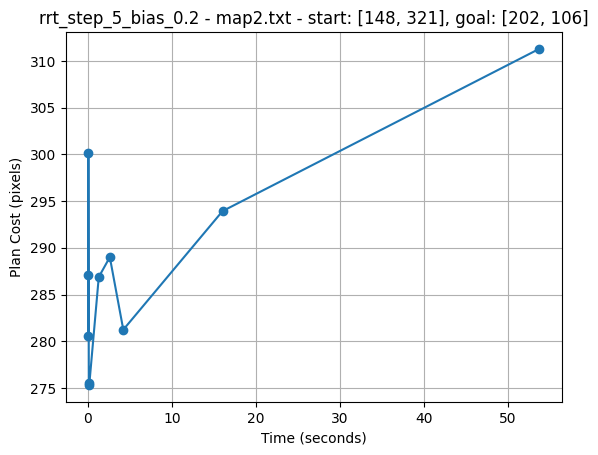 rrt_step_5_bias_0.2 - map2.txt - start: [148, 321], goal: [202, 106]
310
305
300
295
290
285
280
275
Plan Cost (pixels)
0 10 20 30 40 50
Time (seconds)